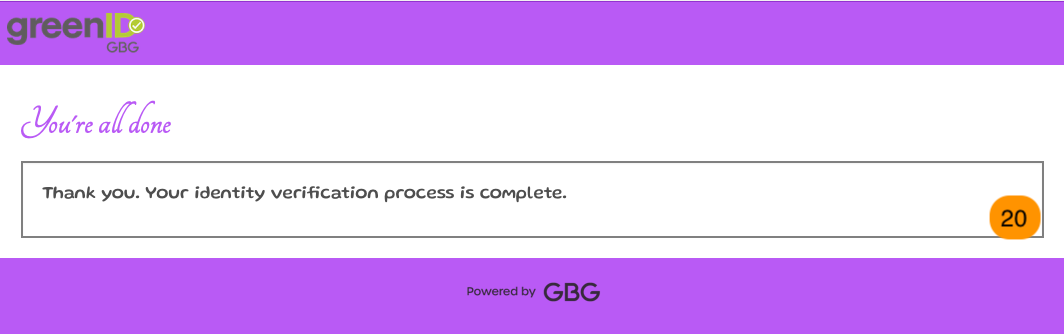 greenID
GBG
You're all done
Thank you. Your identity verification process is complete.
20
Powered by GBG